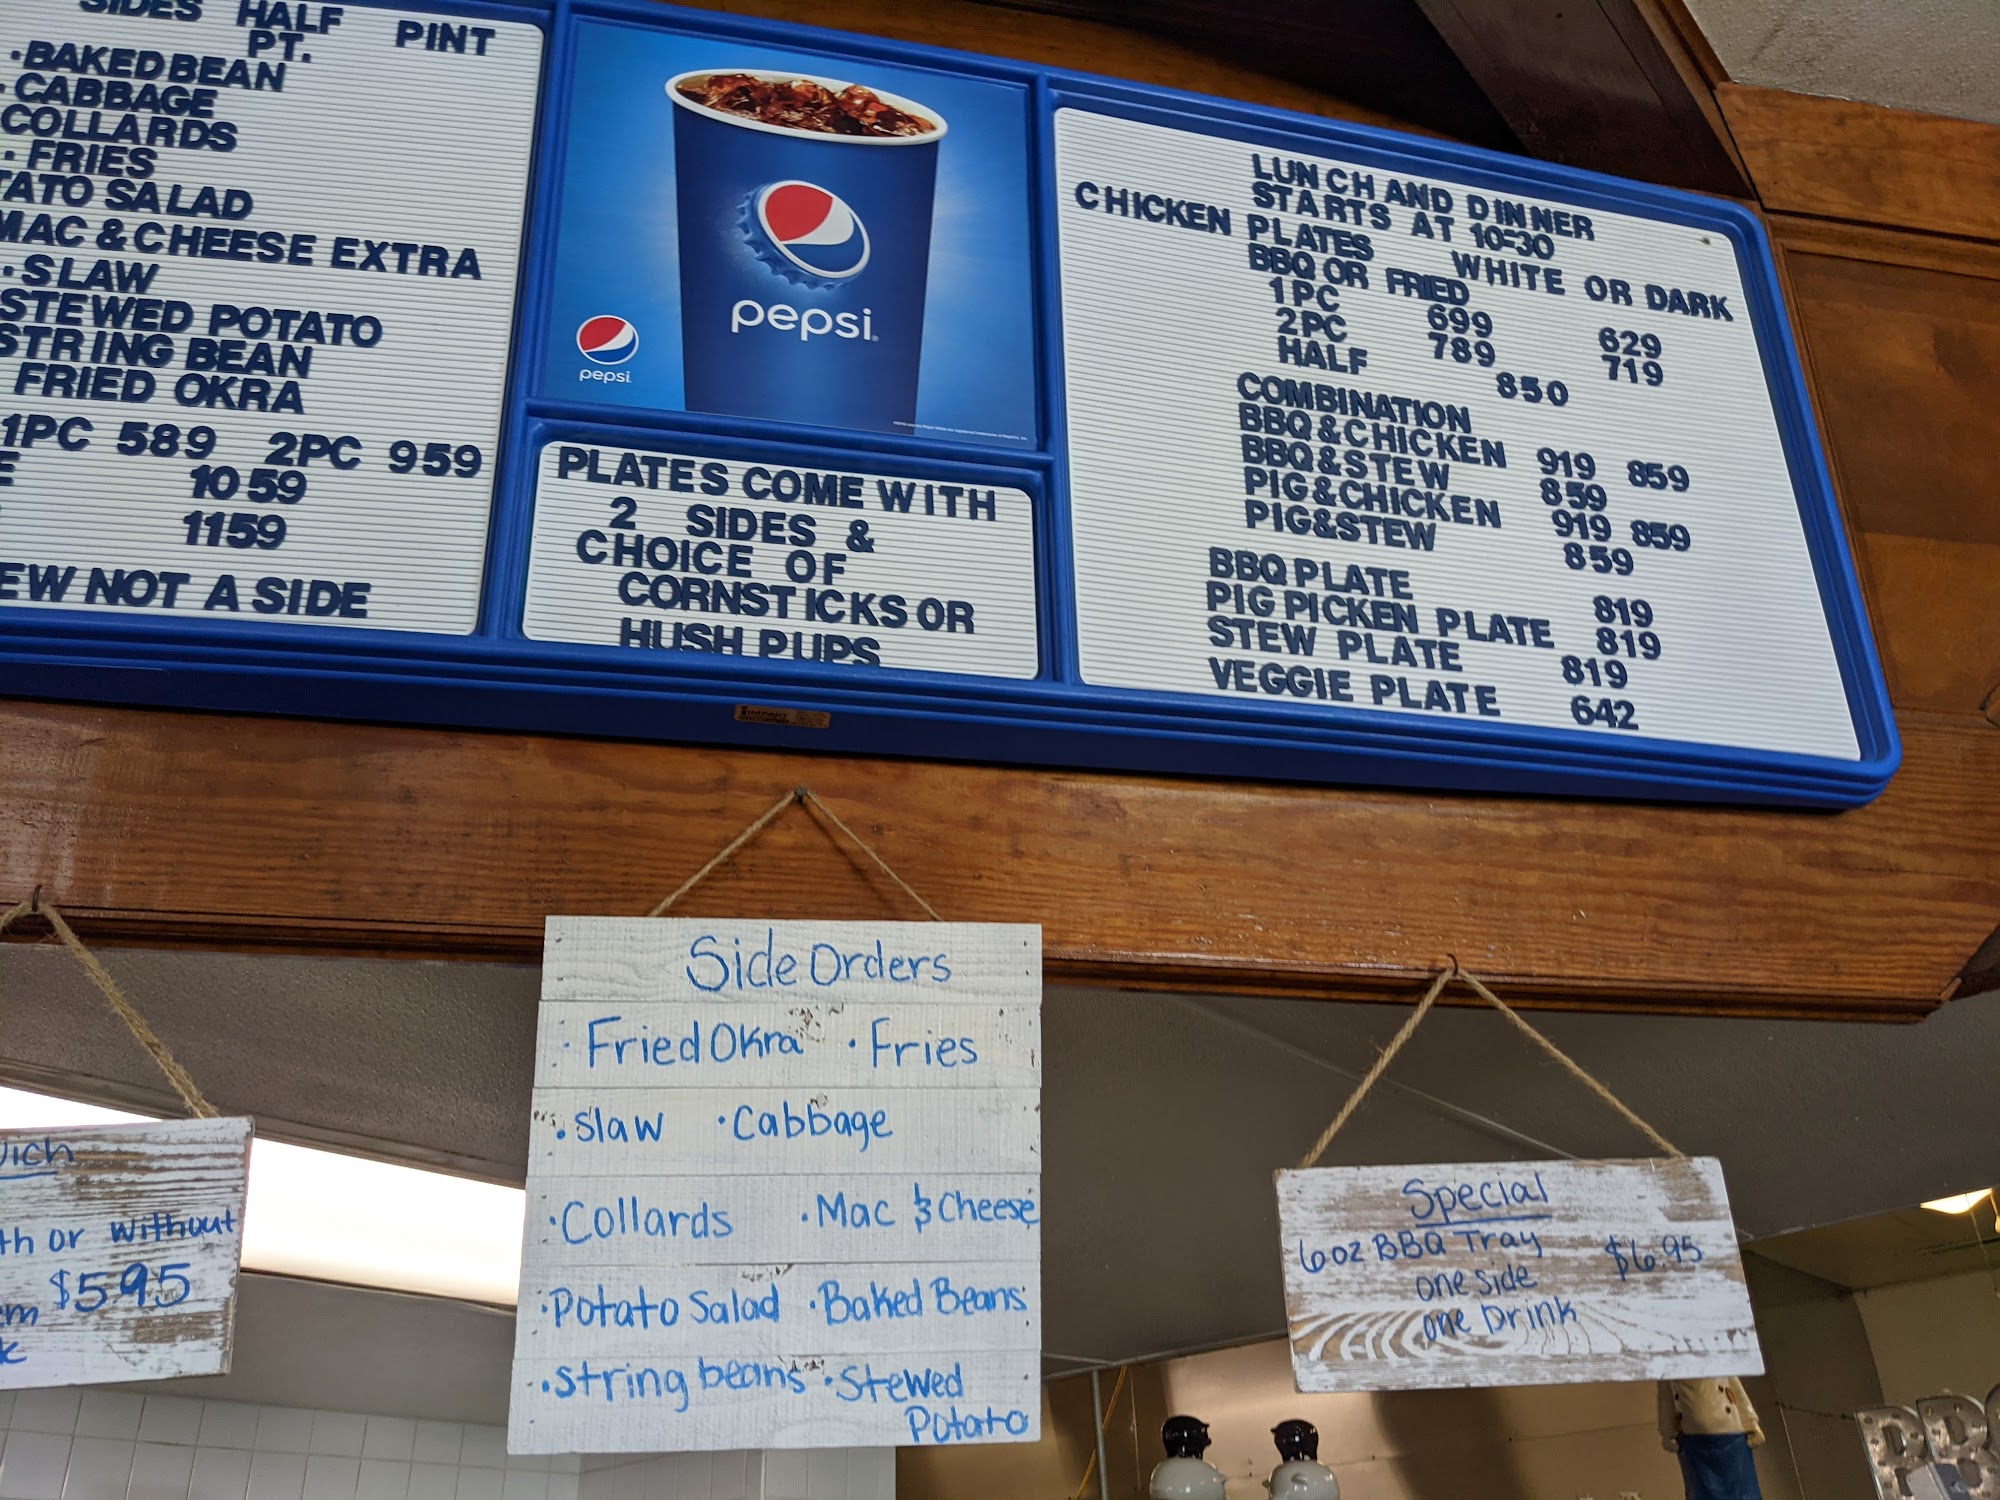 SIDES HALF PINT
PT.
·BAKED BEAN
·CABBAGE
COLLARDS
·FRIES
TATO SALAD
MAC & CHEESE EXTRA
·SLAW
STEWED POTATO
STRING BEAN
FRIED OKRA
1PC 589 2PC 959
E 1059
1159
EW NOT A SIDE
pepsi
pepsi
PLATES COME WITH
2 SIDES &
CHOICE OF
CORNSTICKS OR
HUSH PUPS
LUNCH AND DINNER
STARTS AT 10=30
CHICKEN PLATES WHITE OR DARK
BBQ OR FRIED
1PC 699 629
2PC 789 719
HALF 850
COMBINATION
BBQ & CHICKEN 919 859
BBQ & STEW 859
PIG & CHICKEN 919 859
PIG & STEW 859
BBQ PLATE 819
PIG PICKEN PLATE 819
STEW PLATE 819
VEGGIE PLATE 642
Side Orders
·Fried Okra ·Fries
·Slaw ·Cabbage
·Collards ·Mac & Cheese
·Potato Salad ·Baked Beans
·String beans ·Stewed
Potato
wich
th or without
$5.95
m
k
Special
6oz BBQ Tray $6.95
one side
one Drink